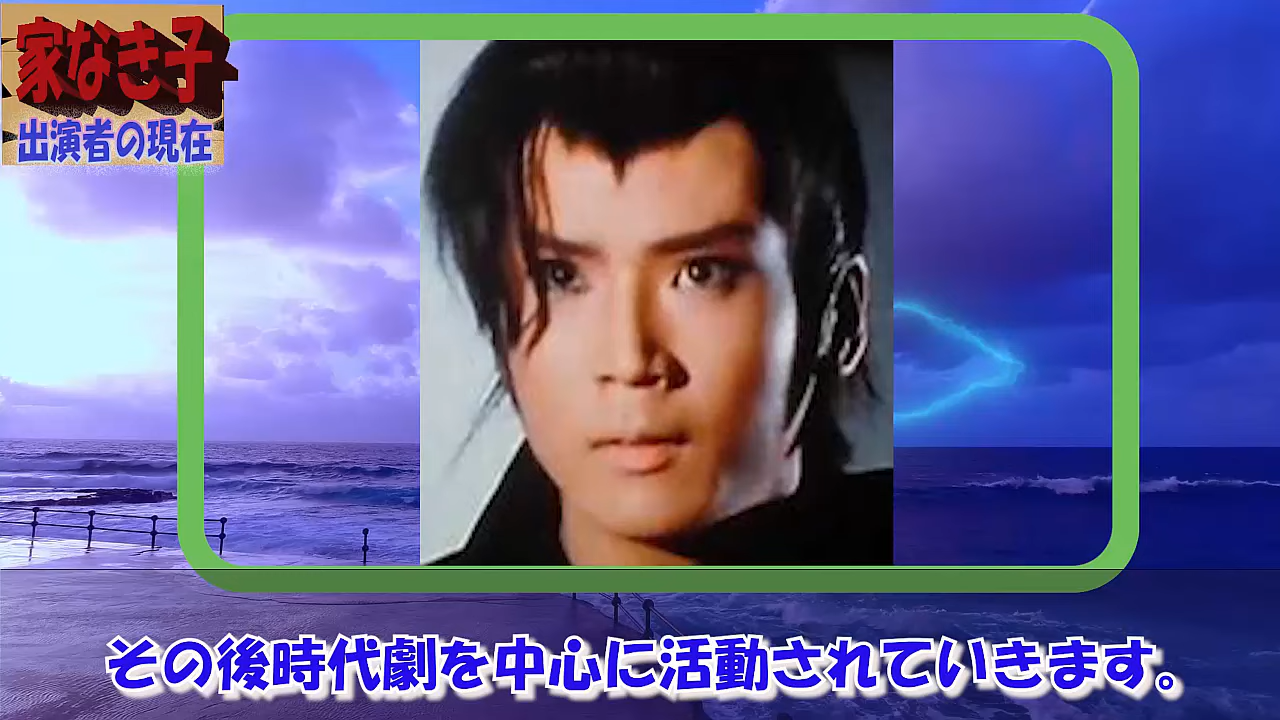 家なき子
出演者の現在
その後時代劇を中心に活動されていきます。